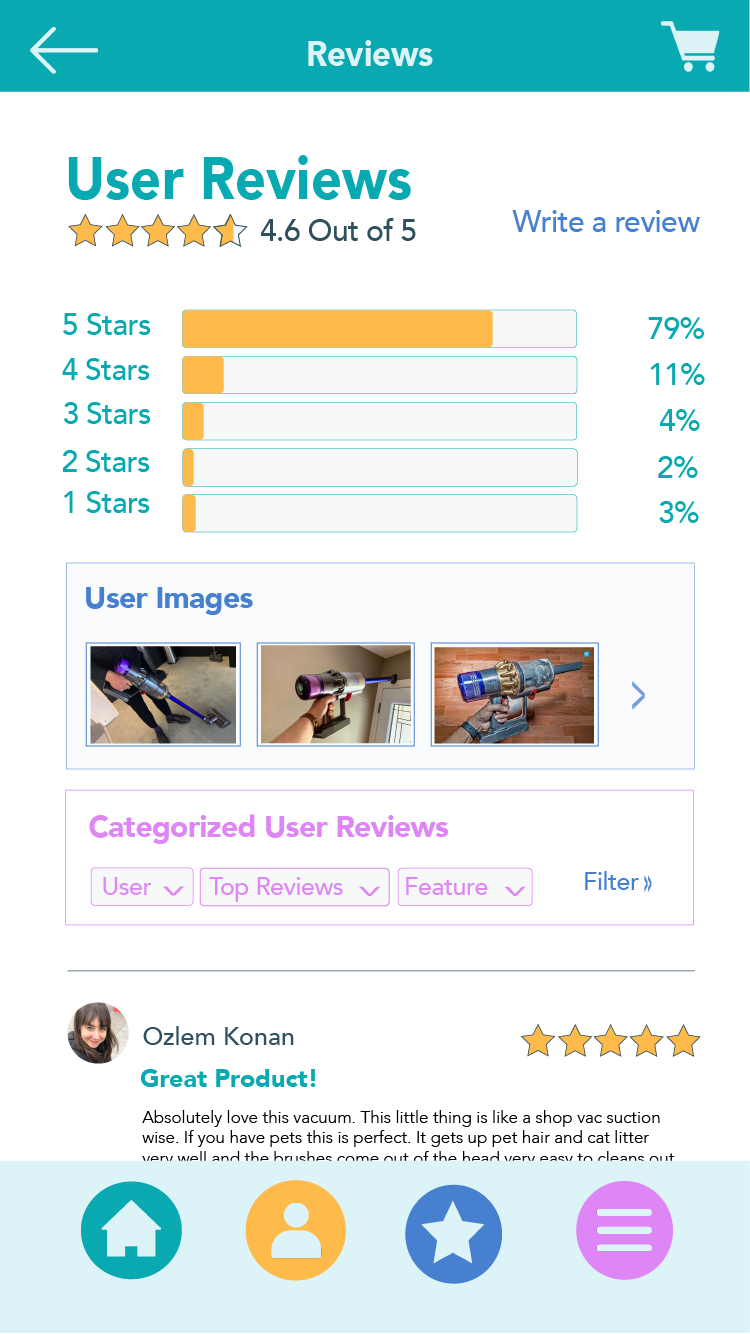 Reviews
User Reviews
4.6 Out of 5
Write a review
5 Stars 79%
4 Stars 11%
3 Stars 4%
2 Stars 2%
1 Stars 3%
User Images
Categorized User Reviews
User Top Reviews Feature Filter
Ozlem Konan
Great Product!
Absolutely love this vacuum. This little thing is like a shop vac suction
wise. If you have pets this is perfect. It gets up pet hair and cat litter
very well and the brushes come out of the head very easy to cleans out